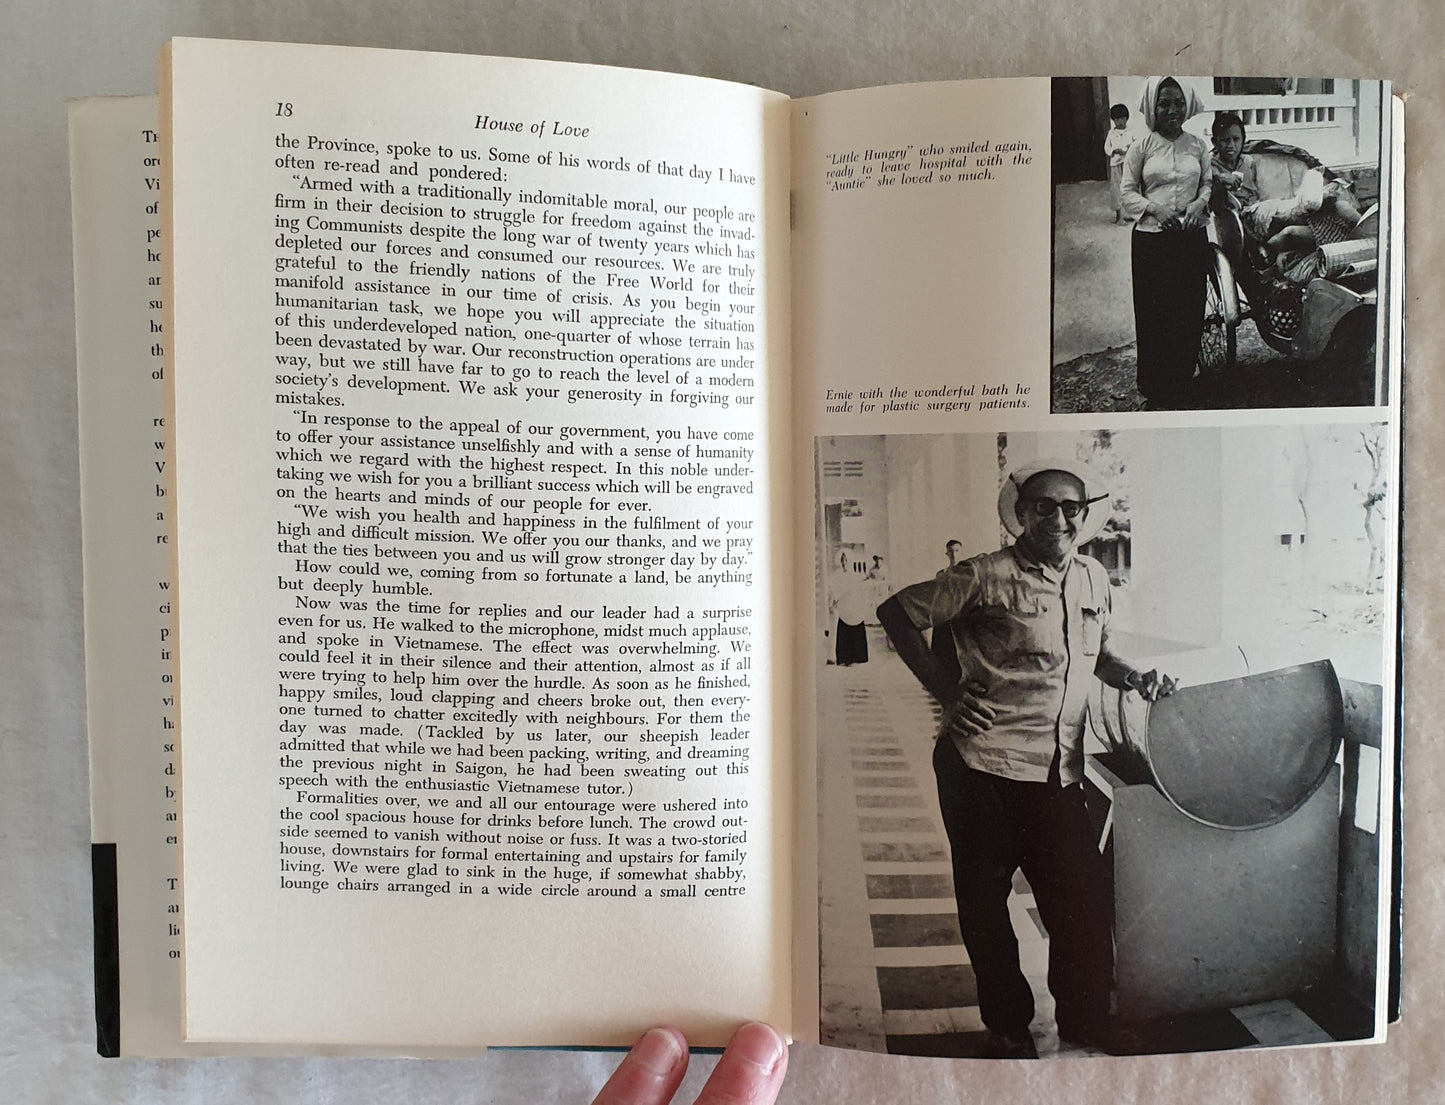 18
House of Love
the Province, spoke to us. Some of his words of that day I have
often re-read and pondered:
“Armed with a traditionally indomitable moral, our people are
firm in their decision to struggle for freedom against the invad-
ing Communists despite the long war of twenty years which has
depleted our forces and consumed our resources. We are truly
grateful to the friendly nations of the Free World for their
manifold assistance in our time of crisis. As you begin your
humanitarian task, we hope you will appreciate the situation
of this underdeveloped nation, one-quarter of whose terrain has
been devastated by war. Our reconstruction operations are under
way, but we still have far to go to reach the level of a modern
society's development. We ask your generosity in forgiving our
mistakes.
“In response to the appeal of our government, you have come
to offer your assistance unselfishly and with a sense of humanity
which we regard with the highest respect. In this noble under-
taking we wish for you a brilliant success which will be engraved
on the hearts and minds of our people for ever.
“We wish you health and happiness in the fulfilment of your
high and difficult mission. We offer you our thanks, and we pray
that the ties between you and us will grow stronger day by day.”
How could we, coming from so fortunate a land, be anything
but deeply humble.
Now was the time for replies and our leader had a surprise
even for us. He walked to the microphone, midst much applause,
and spoke in Vietnamese. The effect was overwhelming. We
could feel it in their silence and their attention, almost as if all
were trying to help him over the hurdle. As soon as he finished,
happy smiles, loud clapping and cheers broke out, then every-
one turned to chatter excitedly with neighbours. For them the
day was made. (Tackled by us later, our sheepish leader
admitted that while we had been packing, writing, and dreaming
the previous night in Saigon, he had been sweating out this
speech with the enthusiastic Vietnamese tutor.)
Formalities over, we and all our entourage were ushered into
the cool spacious house for drinks before lunch. The crowd out-
side seemed to vanish without noise or fuss. It was a two-storied
house, downstairs for formal entertaining and upstairs for family
living. We were glad to sink in the huge, if somewhat shabby,
lounge chairs arranged in a wide circle around a small centre
“Little Hungry” who smiled again,
ready to leave hospital with the
“Auntie” she loved so much.
Ernie with the wonderful bath he
made for plastic surgery patients.